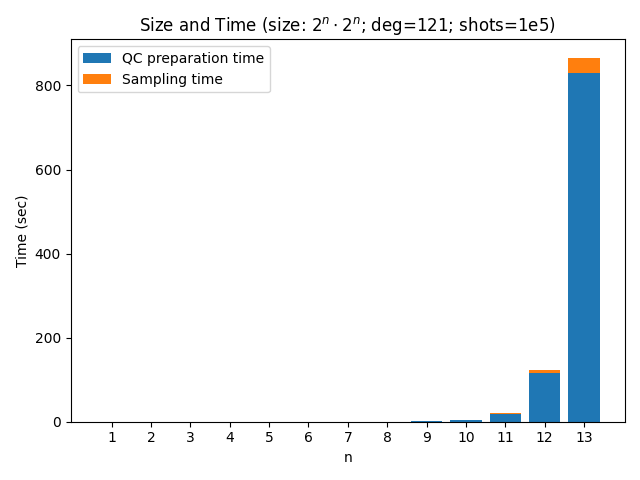 Size and Time (size: 2ⁿ · 2ⁿ; deg=121; shots=1e5)
QC preparation time
Sampling time
800
600
400
200
0
Time (sec)
1 2 3 4 5 6 7 8 9 10 11 12 13
n